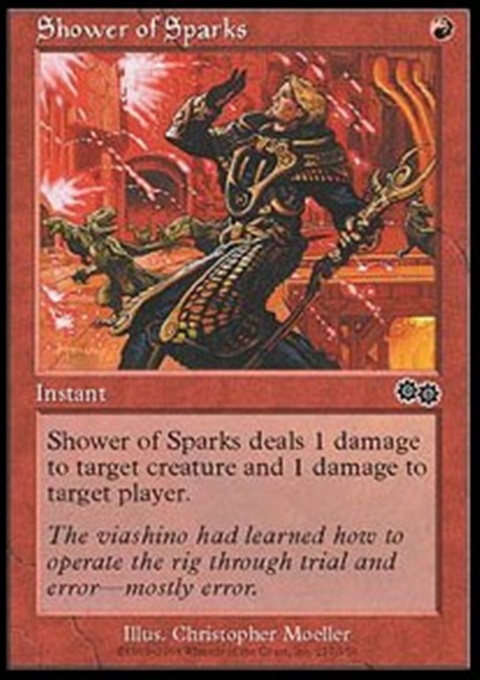 Shower of Sparks
Instant
Shower of Sparks deals 1 damage
to target creature and 1 damage to
target player.
The viashino had learned how to
operate the rig through trial and
error—mostly error.
Illus. Christopher Moeller